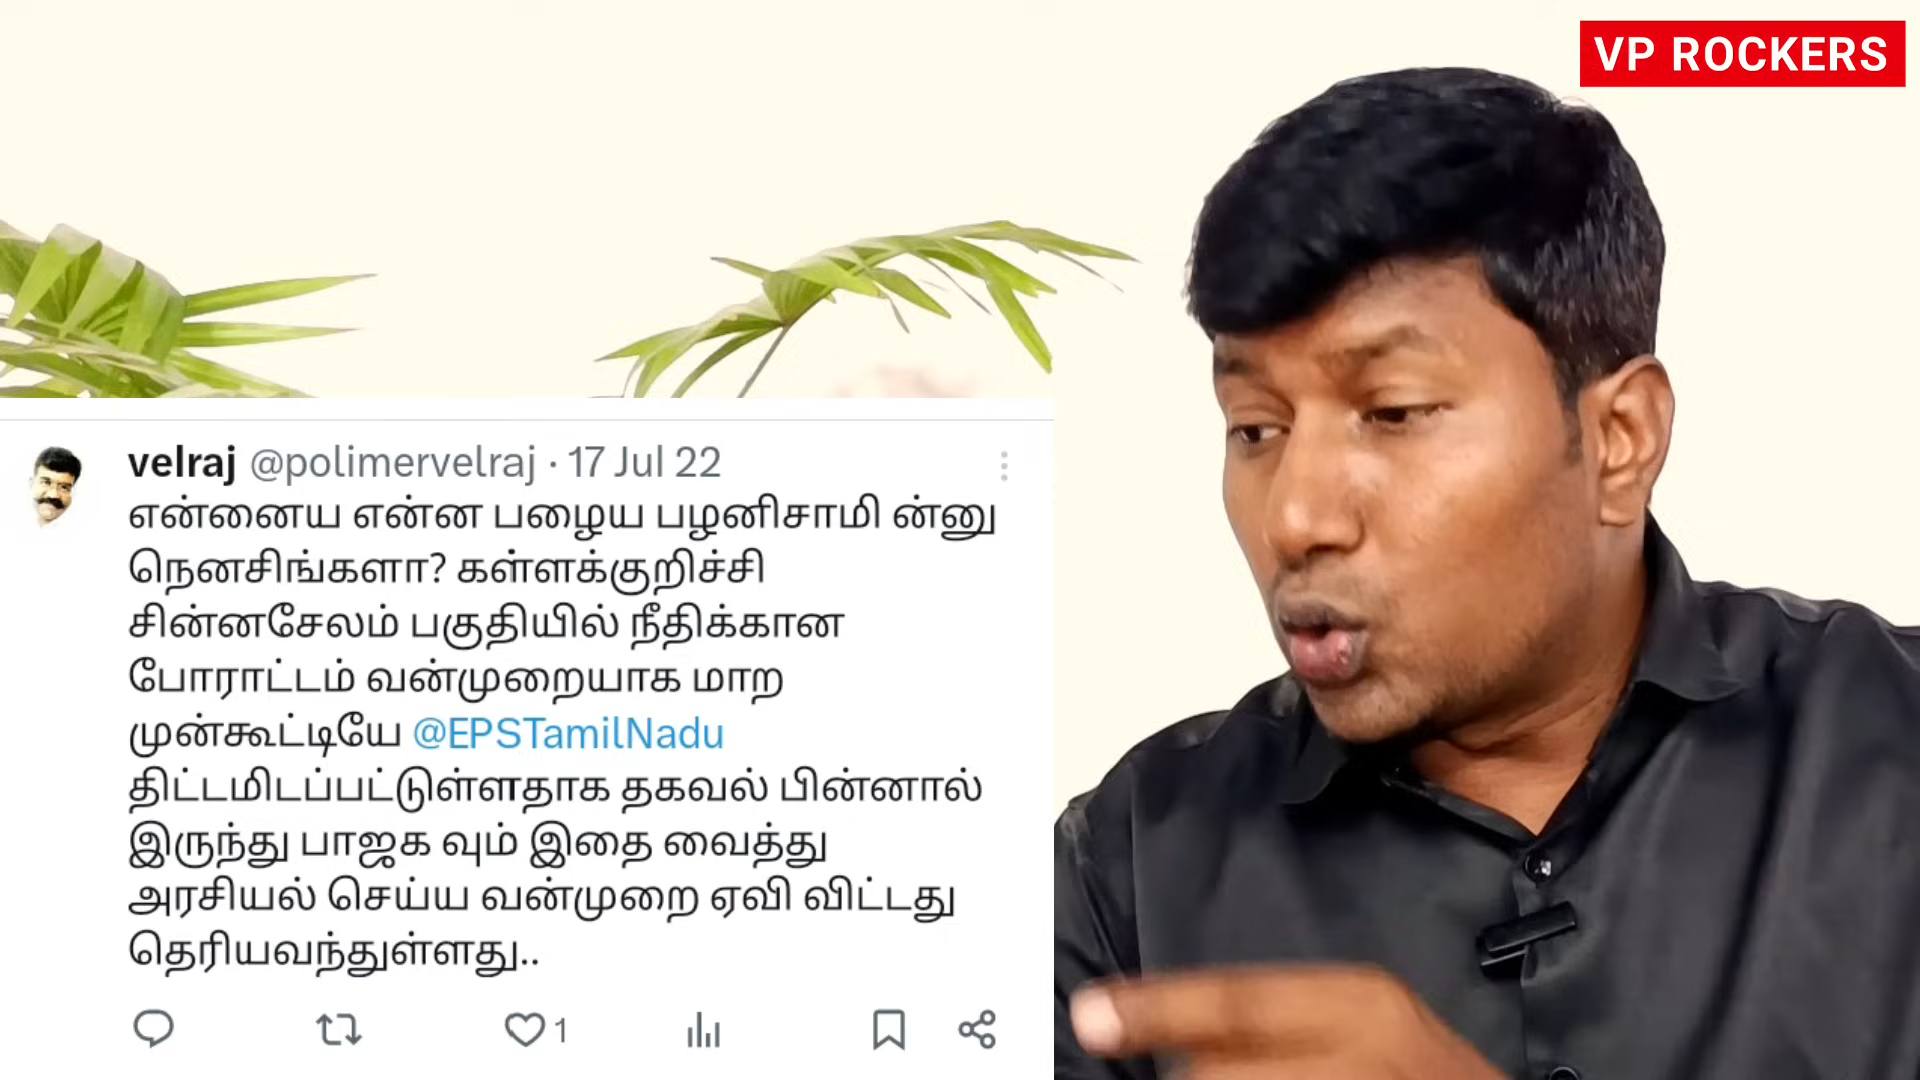 VP ROCKERS
velraj @polimervelraj · 17 Jul 22
என்னைய என்ன பழைய பழனிசாமி ன்னு
நெனசிங்களா? கள்ளக்குறிச்சி
சின்னசேலம் பகுதியில் நீதிக்கான
போராட்டம் வன்முறையாக மாற
முன்கூட்டியே @EPSTamilNadu
திட்டமிடப்பட்டுள்ளதாக தகவல் பின்னால்
இருந்து பாஜக வும் இதை வைத்து
அரசியல் செய்ய வன்முறை ஏவி விட்டது
தெரியவந்துள்ளது..
1